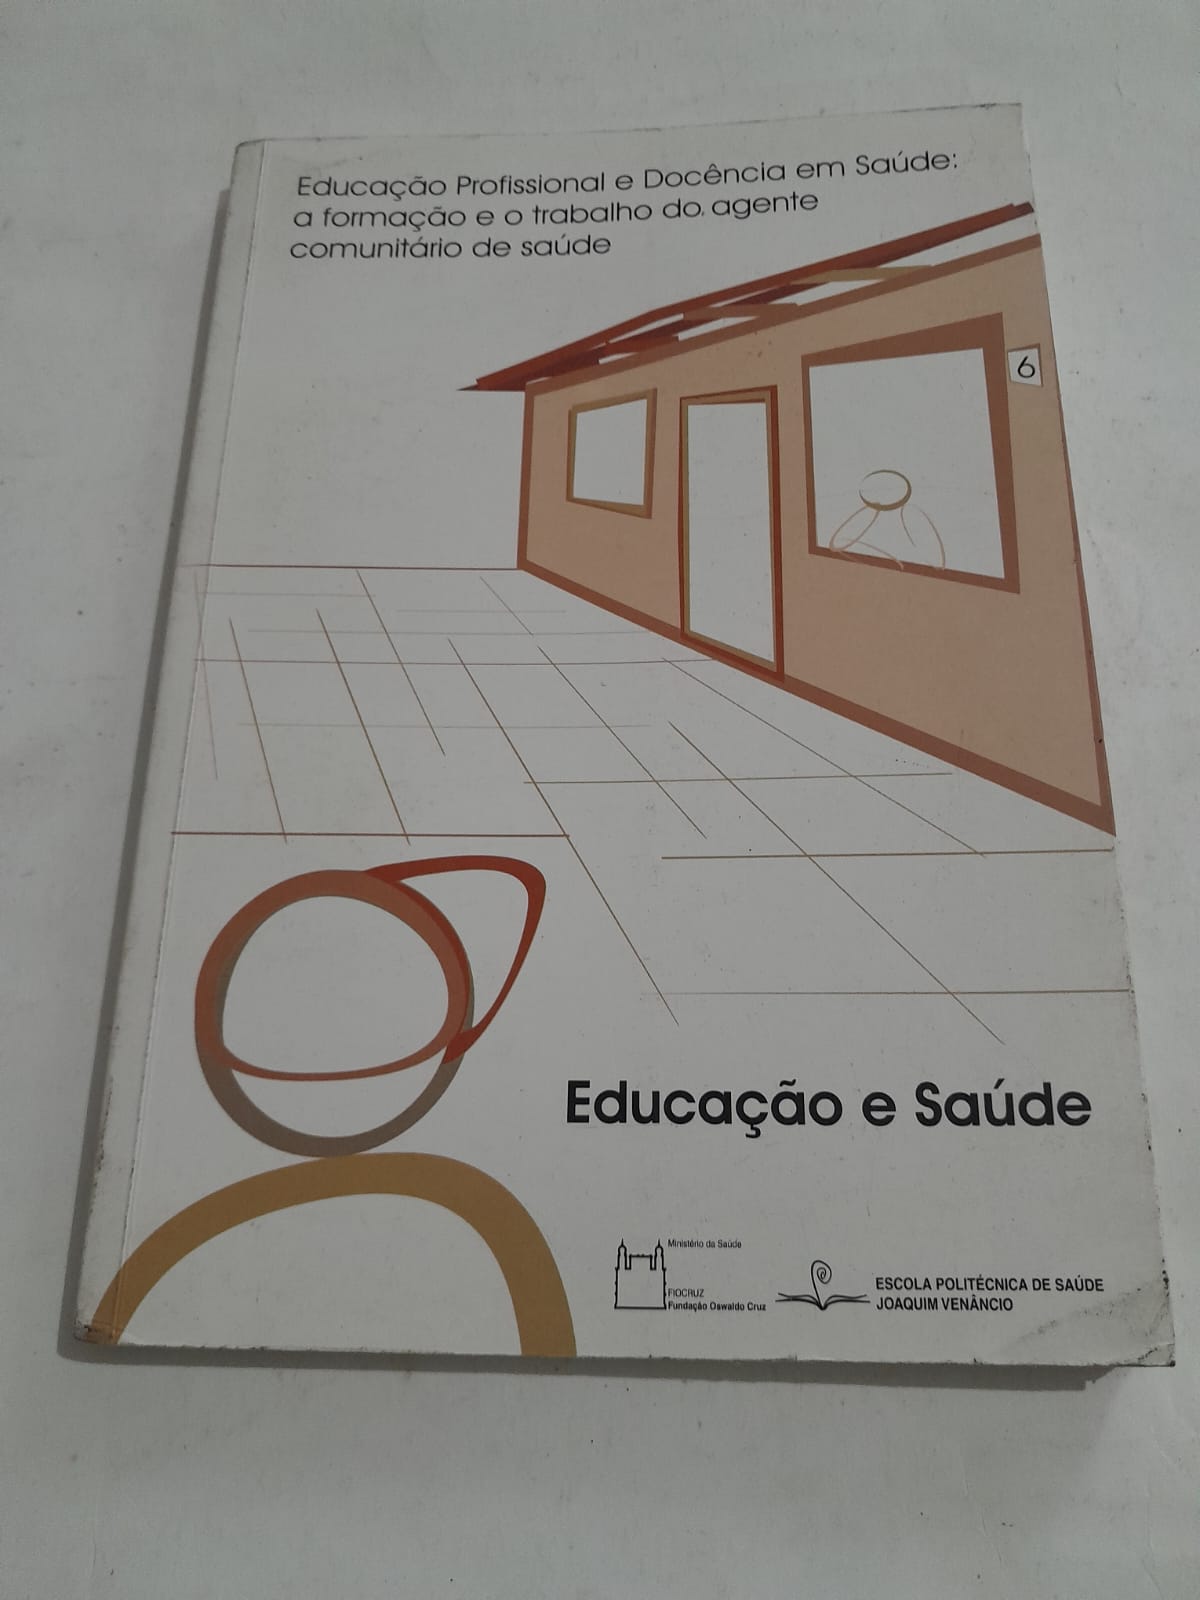 Educação Profissional e Docência em Saúde:
a formação e o trabalho do agente
comunitário de saúde
6
Educação e Saúde
Ministério da Saúde
FIOCRUZ
Fundação Oswaldo Cruz
ESCOLA POLITÉCNICA DE SAÚDE
JOAQUIM VENÂNCIO